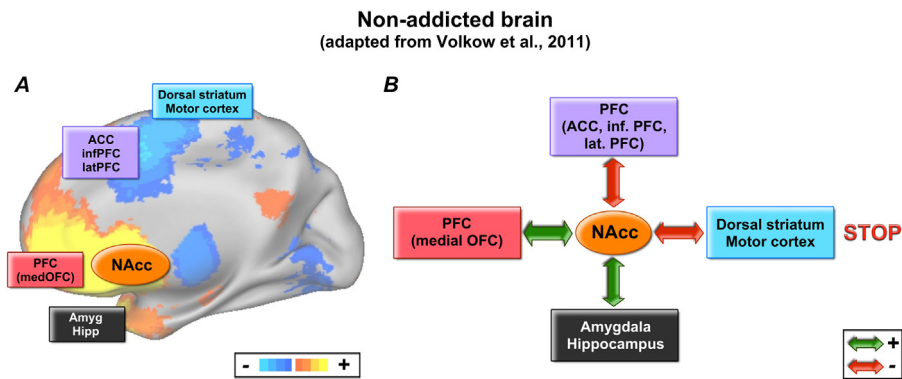 Non-addicted brain
(adapted from Volkow et al., 2011)
A
Dorsal striatum
Motor cortex
ACC
infPFC
latPFC
PFC
(medOFC)
NAcc
Amyg
Hipp
- +
B
PFC
(ACC, inf. PFC,
lat. PFC)
PFC
(medial OFC)
NAcc
Dorsal striatum
Motor cortex
STOP
Amygdala
Hippocampus
+
-